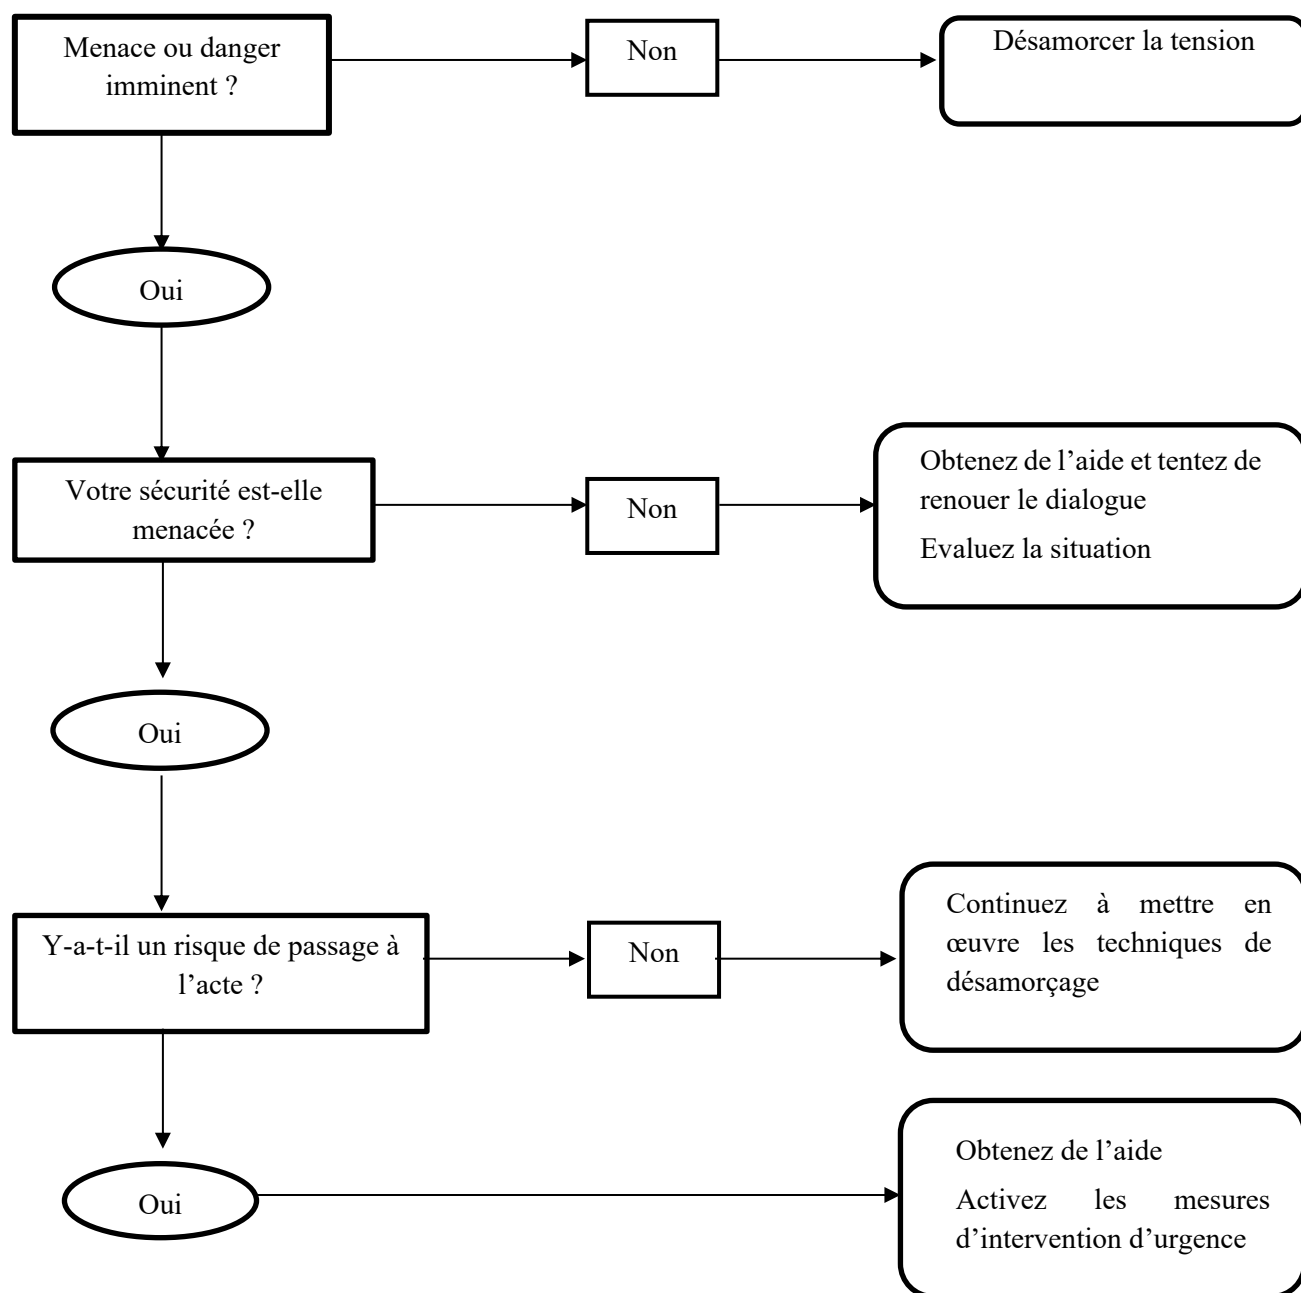 Menace ou danger
imminent ?
Non
Désamorcer la tension
Oui
Votre sécurité est-elle
menacée ?
Non
Obtenez de l’aide et tentez de
renouer le dialogue
Evaluez la situation
Oui
Y-a-t-il un risque de passage à
l’acte ?
Non
Continuez à mettre en
œuvre les techniques de
désamorçage
Oui
Obtenez de l’aide
Activez les mesures
d’intervention d’urgence